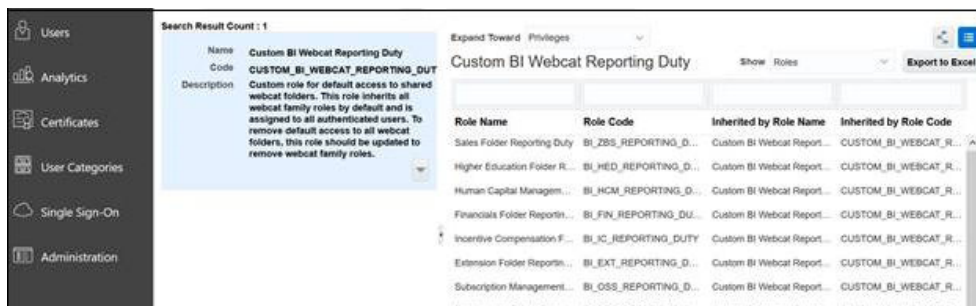 Users
Analytics
Certificates
User Categories
Single Sign-On
Administration
Search Result Count : 1
Name Custom BI Webcat Reporting Duty
Code CUSTOM_BI_WEBCAT_REPORTING_DUT
Description Custom role for default access to shared
webcat folders. This role inherits all
webcat family roles by default and is
assigned to all authenticated users. To
remove default access to all webcat
folders, this role should be updated to
remove webcat family roles.
Expand Toward Privileges
Custom BI Webcat Reporting Duty Show Roles Export to Excel
Role Name Role Code Inherited by Role Name Inherited by Role Code
Sales Folder Reporting Duty BI_ZBS_REPORTING_D... Custom BI Webcat Report... CUSTOM_BI_WEBCAT_R...
Higher Education Folder R... BI_HED_REPORTING_D... Custom BI Webcat Report... CUSTOM_BI_WEBCAT_R...
Human Capital Managem... BI_HCM_REPORTING_D... Custom BI Webcat Report... CUSTOM_BI_WEBCAT_R...
Financials Folder Reportin... BI_FIN_REPORTING_DU... Custom BI Webcat Report... CUSTOM_BI_WEBCAT_R...
Incentive Compensation F... BI_IC_REPORTING_DUTY Custom BI Webcat Report... CUSTOM_BI_WEBCAT_R...
Extension Folder Reportin... BI_EXT_REPORTING_D... Custom BI Webcat Report... CUSTOM_BI_WEBCAT_R...
Subscription Management... BI_OSS_REPORTING_D... Custom BI Webcat Report... CUSTOM_BI_WEBCAT_R...